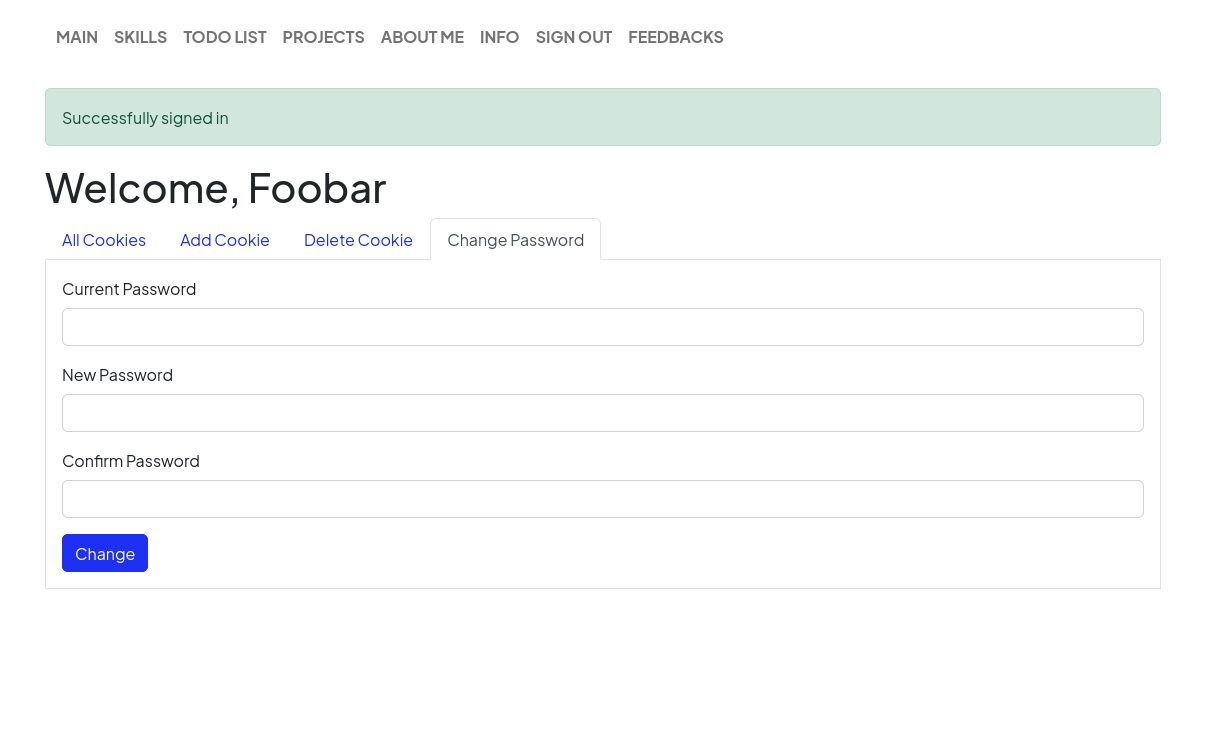 MAIN SKILLS TODO LIST PROJECTS ABOUT ME INFO SIGN OUT FEEDBACKS
Successfully signed in
Welcome, Foobar
All Cookies Add Cookie Delete Cookie Change Password
Current Password
New Password
Confirm Password
Change